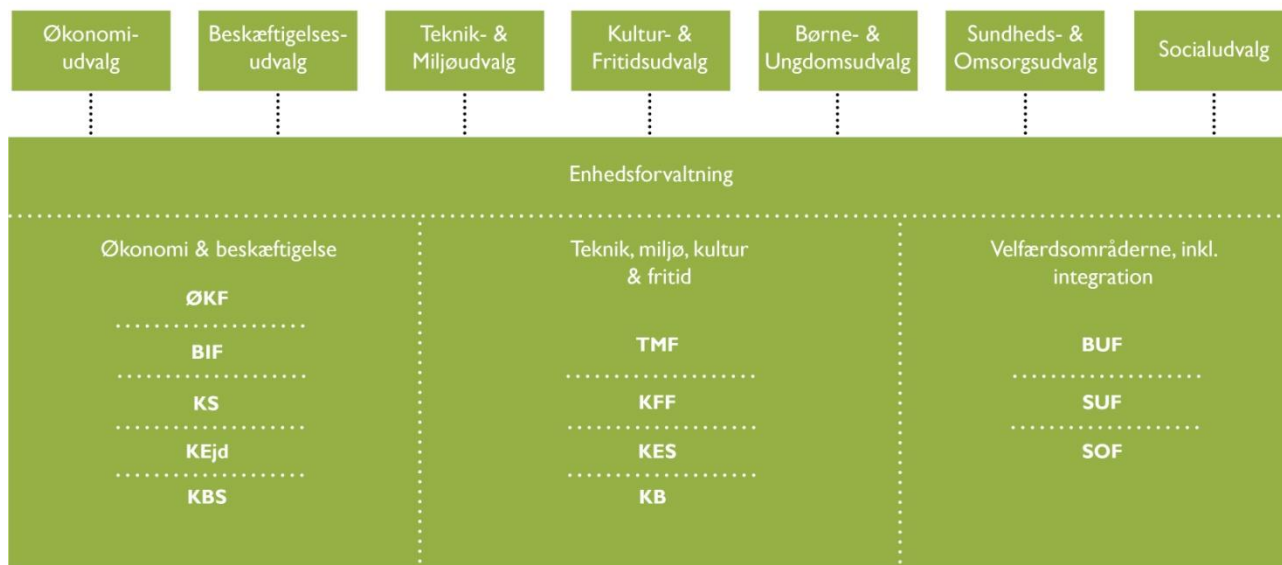 Økonomi-
udvalg
Beskæftigelses-
udvalg
Teknik- &
Miljøudvalg
Kultur- &
Fritidsudvalg
Børne- &
Ungdomsudvalg
Sundheds- &
Omsorgsudvalg
Socialudvalg
Enhedsforvaltning
Økonomi & beskæftigelse
ØKF
BIF
KS
KEjd
KBS
Teknik, miljø, kultur
& fritid
TMF
KFF
KES
KB
Velfærdsområderne, inkl.
integration
BUF
SUF
SOF